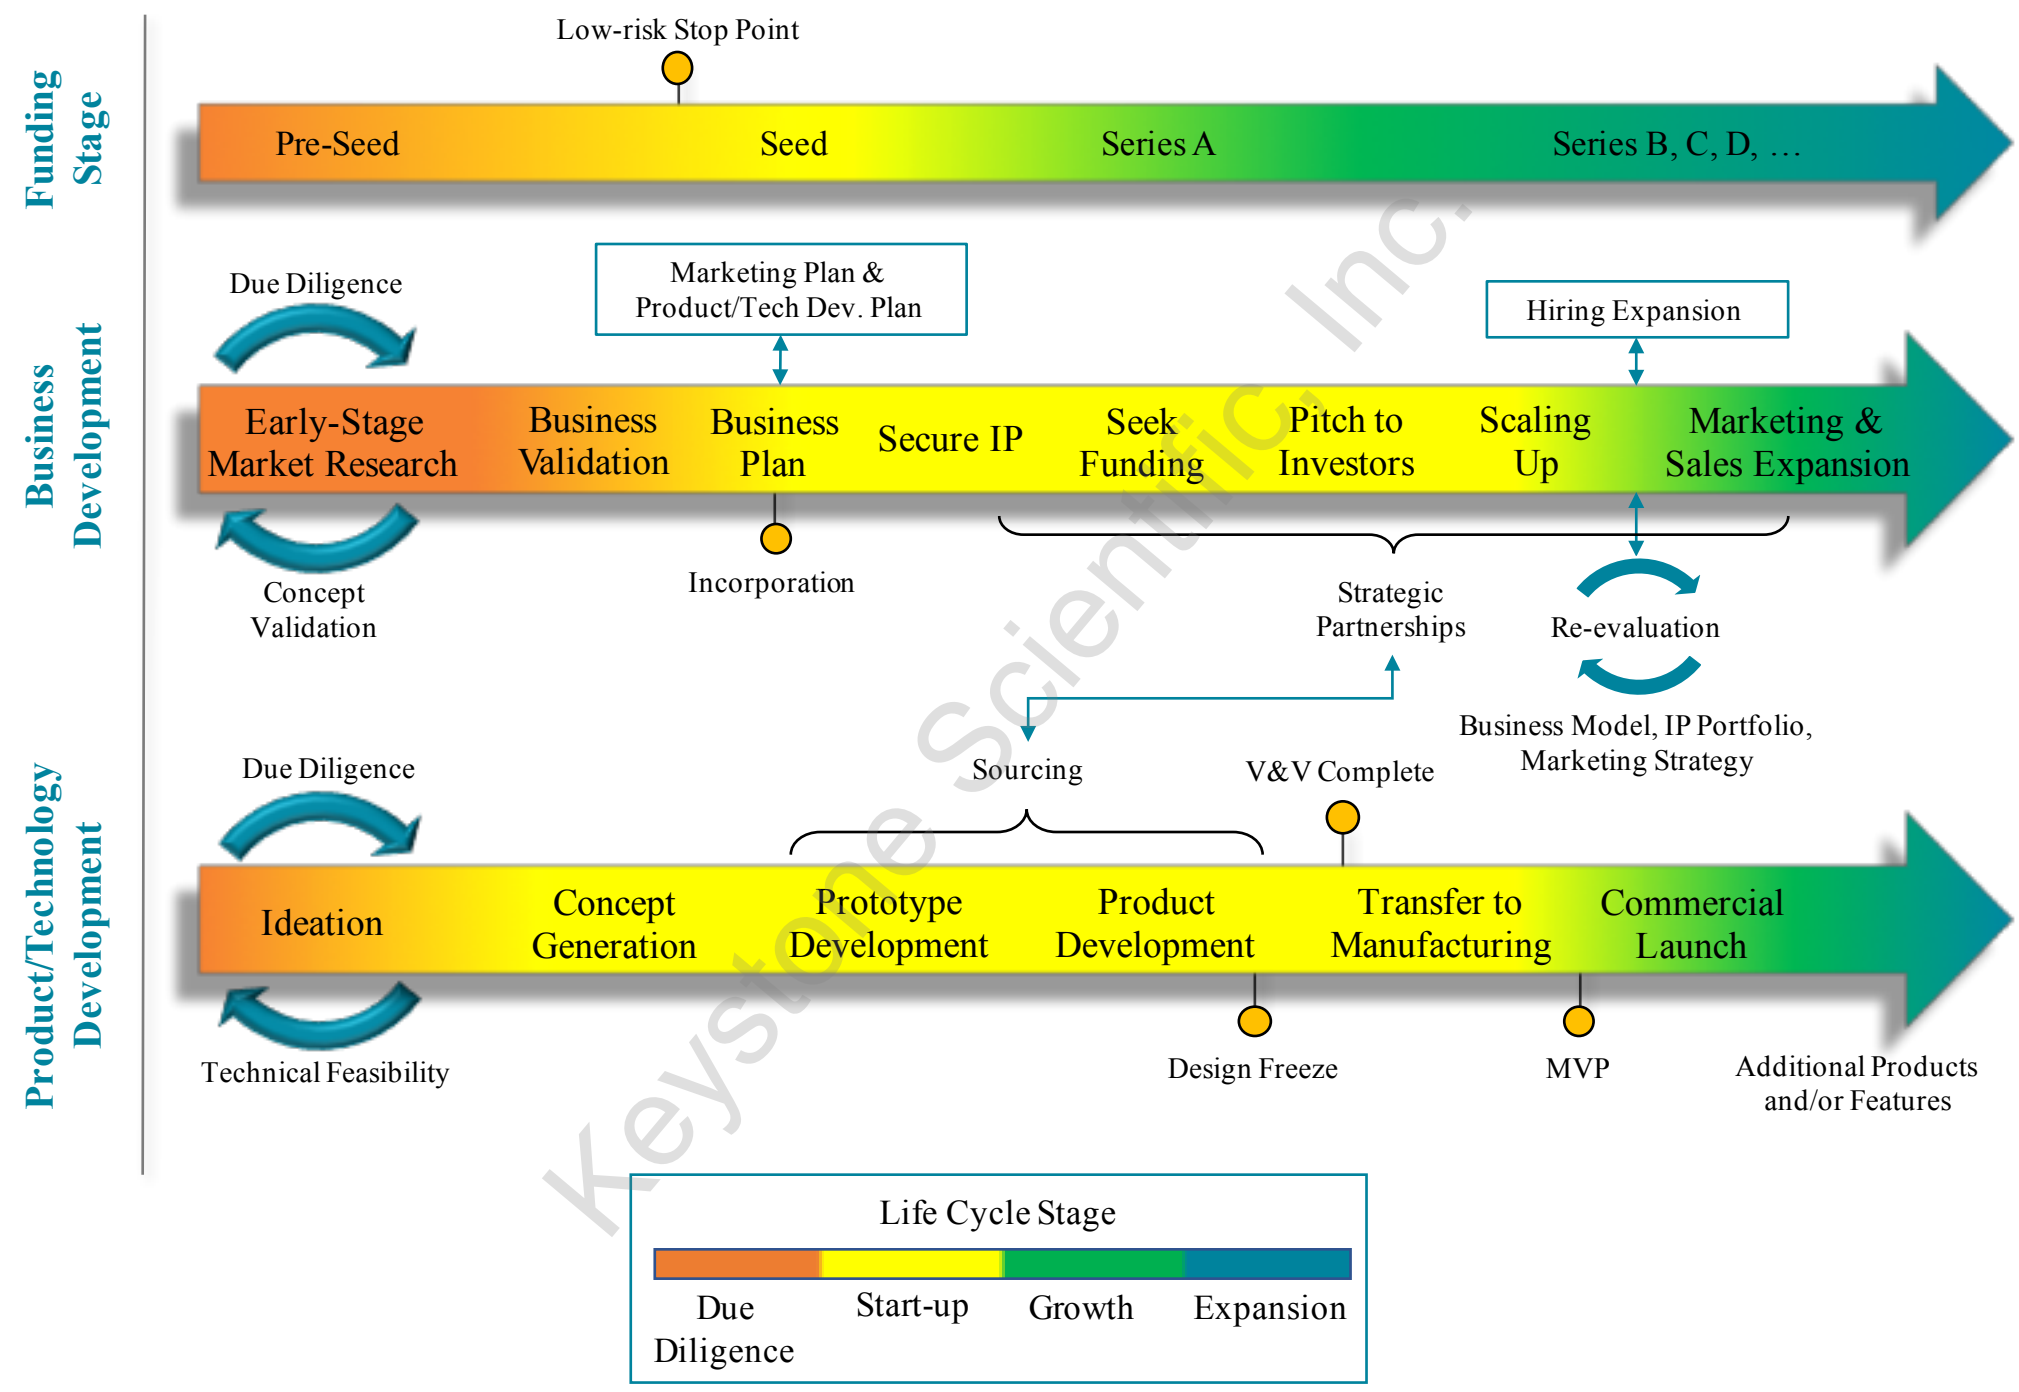 Funding
Stage
Low-risk Stop Point
Pre-Seed
Seed
Series A
Series B, C, D, …
Business
Development
Due Diligence
Marketing Plan &
Product/Tech Dev. Plan
Hiring Expansion
Early-Stage
Market Research
Business
Validation
Business
Plan
Secure IP
Seek
Funding
Pitch to
Investors
Scaling
Up
Marketing &
Sales Expansion
Concept
Validation
Incorporation
Strategic
Partnerships
Re-evaluation
Business Model, IP Portfolio,
Marketing Strategy
Product/Technology
Development
Due Diligence
Sourcing
V&V Complete
Ideation
Concept
Generation
Prototype
Development
Product
Development
Transfer to
Manufacturing
Commercial
Launch
Technical Feasibility
Design Freeze
MVP
Additional Products
and/or Features
Life Cycle Stage
Due
Diligence
Start-up
Growth
Expansion
Keystone Scientific, Inc.